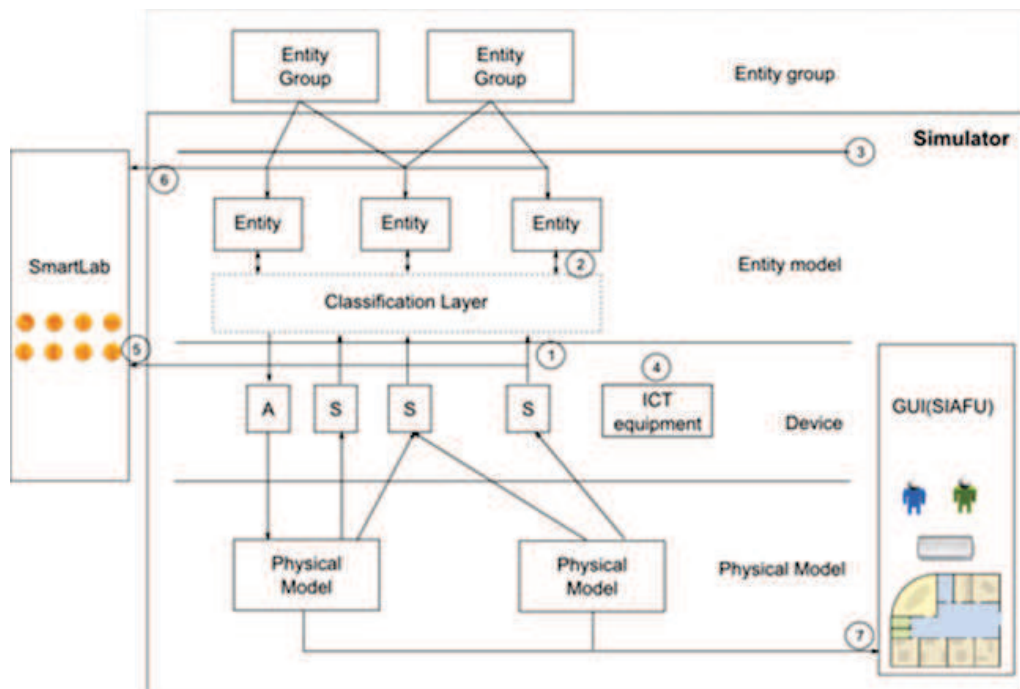 Entity
Group
Entity
Group
Entity group
Simulator
3
6
Entity
Entity
Entity
SmartLab
2
Entity model
Classification Layer
5
1
4
A
S
S
S
ICT
equipment
Device
GUI(SIAFU)
Physical
Model
Physical
Model
Physical Model
7